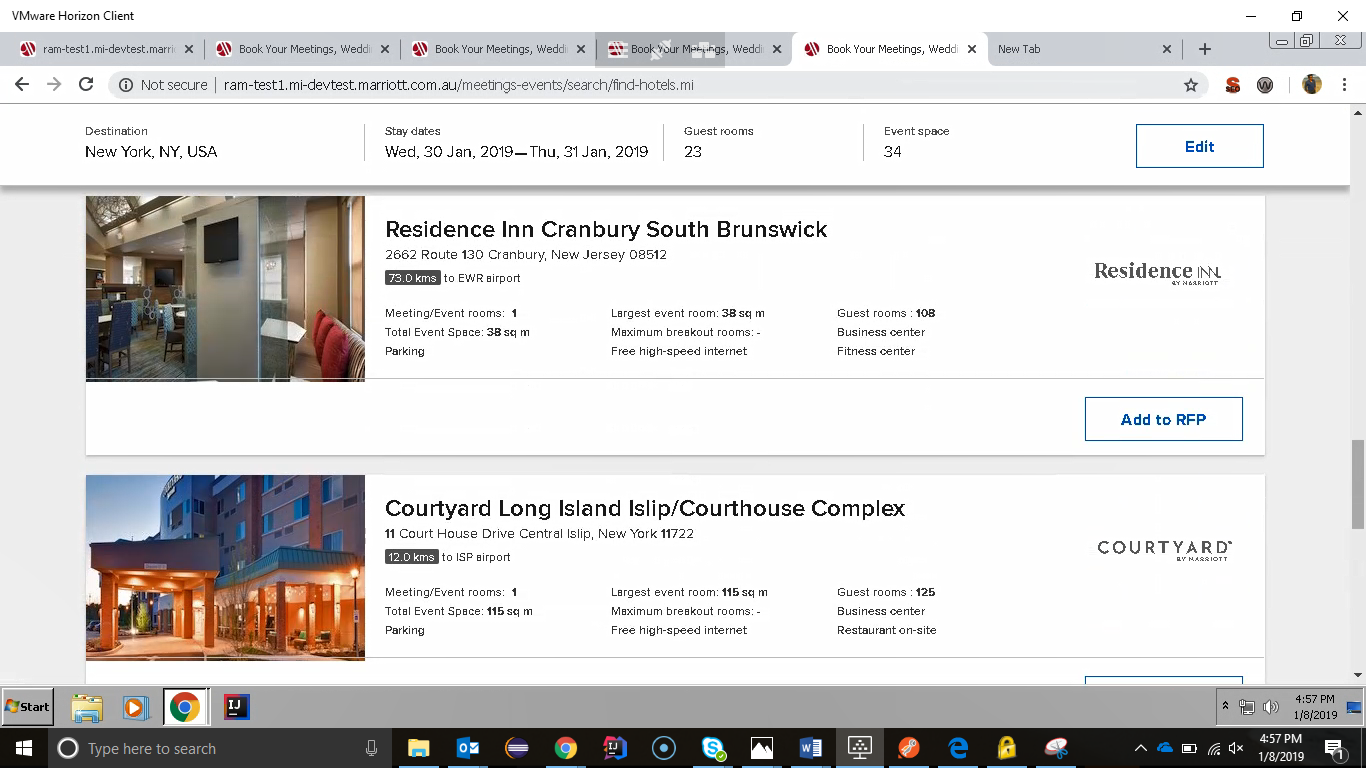 VMware Horizon Client
ram-test1.mi-devtest.marri
Book Your Meetings, Weddi
Book Your Meetings, Weddi
Book Your Meetings, Weddi
Book Your Meetings, Weddi
New Tab
Not secure
ram-test1.mi-devtest.marriott.com.au/meetings-events/search/find-hotels.mi
Destination
New York, NY, USA
Stay dates
Wed, 30 Jan, 2019—Thu, 31 Jan, 2019
Guest rooms
23
Event space
34
Edit
Residence Inn Cranbury South Brunswick
2662 Route 130 Cranbury, New Jersey 08512
73.0 kms to EWR airport
Meeting/Event rooms: 1
Total Event Space: 38 sq m
Parking
Largest event room: 38 sq m
Maximum breakout rooms: -
Free high-speed internet
Guest rooms : 108
Business center
Fitness center
Residence INN.
BY MARRIOTT
Add to RFP
Courtyard Long Island Islip/Courthouse Complex
11 Court House Drive Central Islip, New York 11722
12.0 kms to ISP airport
Meeting/Event rooms: 1
Total Event Space: 115 sq m
Parking
Largest event room: 115 sq m
Maximum breakout rooms: -
Free high-speed internet
Guest rooms : 125
Business center
Restaurant on-site
COURTYARD
BY MARRIOTT
Start
IJ
4:57 PM
1/8/2019
Type here to search
4:57 PM
1/8/2019
1